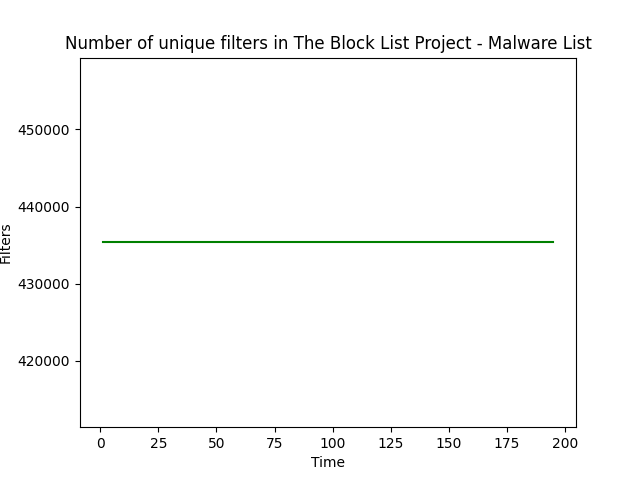 Number of unique filters in The Block List Project - Malware List
450000
440000
430000
420000
Filters
0 25 50 75 100 125 150 175 200
Time